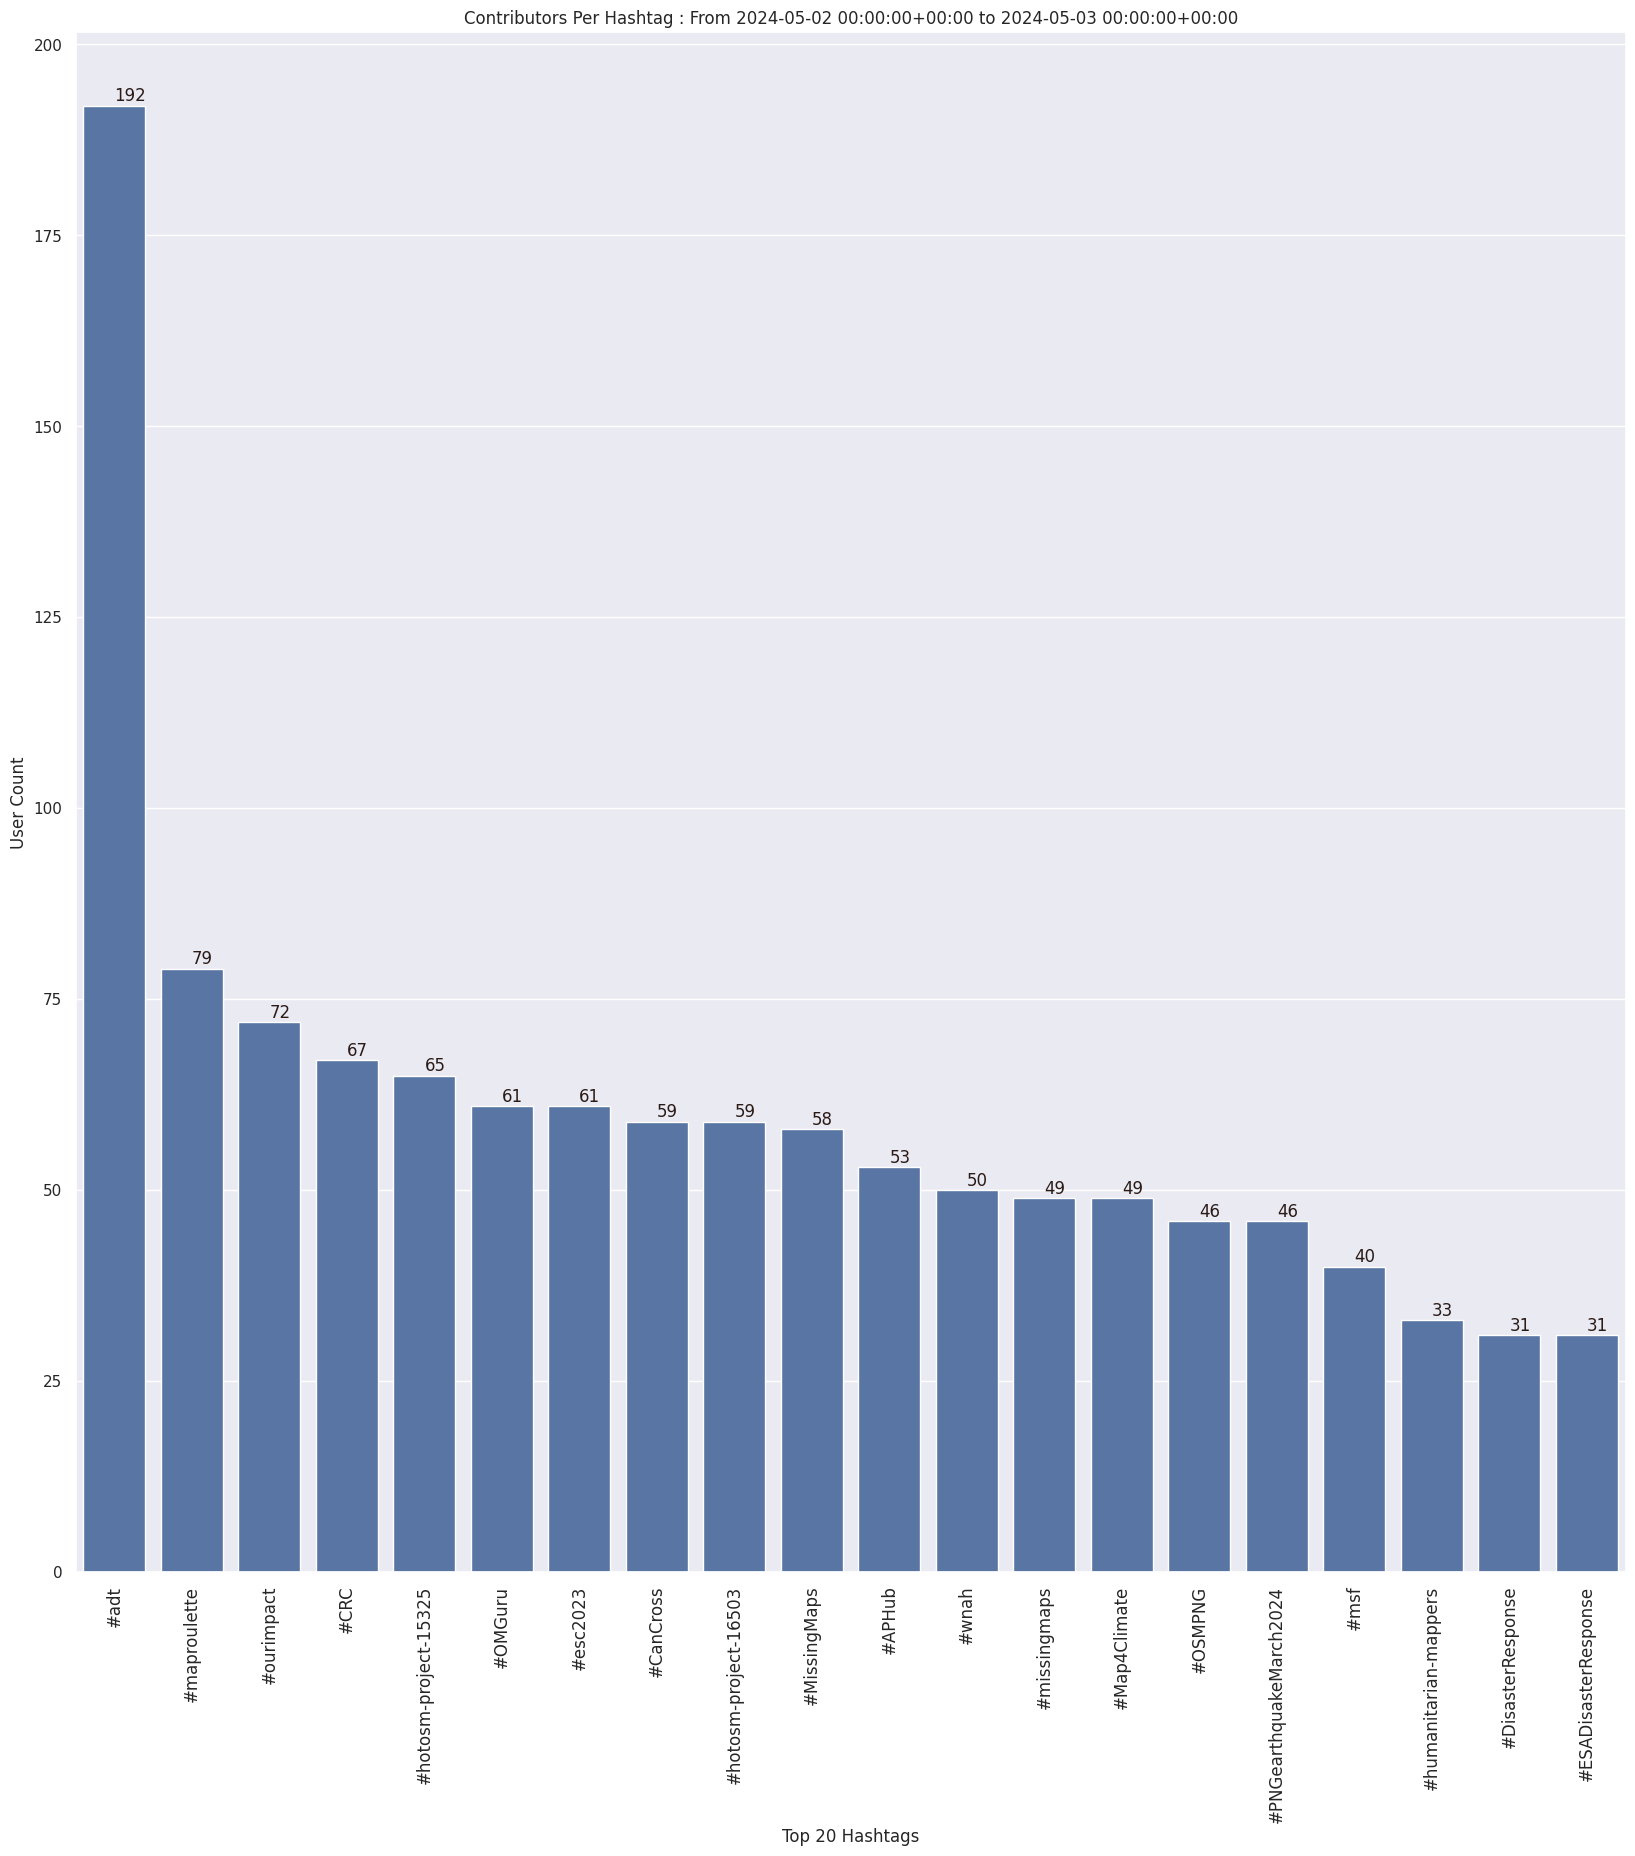 Contributors Per Hashtag : From 2024-05-02 00:00:00+00:00 to 2024-05-03 00:00:00+00:00
User Count
200
175
150
125
100
75
50
25
0
192
79
72
67
65
61
61
59
59
58
53
50
49
49
46
46
40
33
31
31
#adt
#maproulette
#ourimpact
#CRC
#hotosm-project-15325
#OMGuru
#esc2023
#CanCross
#hotosm-project-16503
#MissingMaps
#APHub
#wnah
#missingmaps
#Map4Climate
#OSMPNG
#PNGearthquakeMarch2024
#msf
#humanitarian-mappers
#DisasterResponse
#ESADisasterResponse
Top 20 Hashtags